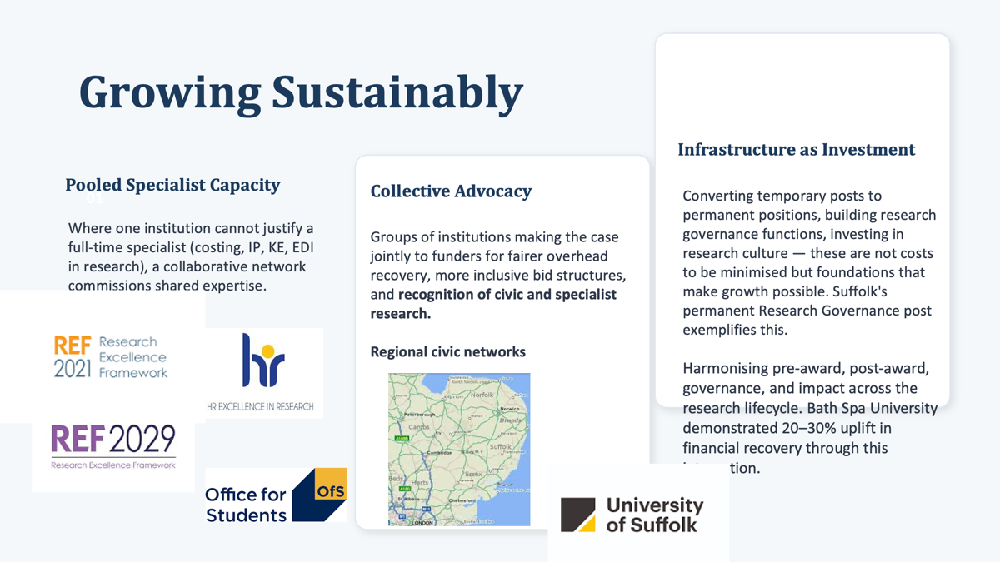 Growing Sustainably
Pooled Specialist Capacity
01
Where one institution cannot justify a
full-time specialist (costing, IP, KE, EDI
in research), a collaborative network
commissions shared expertise.
REF Research
2021 Excellence
Framework
hr
HR EXCELLENCE IN RESEARCH
REF 2029
Research Excellence Framework
Office for
Students
OfS
Collective Advocacy
Groups of institutions making the case
jointly to funders for fairer overhead
recovery, more inclusive bid structures,
and recognition of civic and specialist
research.
Regional civic networks
Norfolk
Norwich
Peterborough
Broads
Cambs
Suffolk
Cambridge
Essex
Beds
Herts
St Albans
Chelmsford
M11
M1
LONDON
Infrastructure as Investment
Converting temporary posts to
permanent positions, building research
governance functions, investing in
research culture — these are not costs
to be minimised but foundations that
make growth possible. Suffolk's
permanent Research Governance post
exemplifies this.
Harmonising pre-award, post-award,
governance, and impact across the
research lifecycle. Bath Spa University
demonstrated 20–30% uplift in
financial recovery through this
tion.
University
of Suffolk